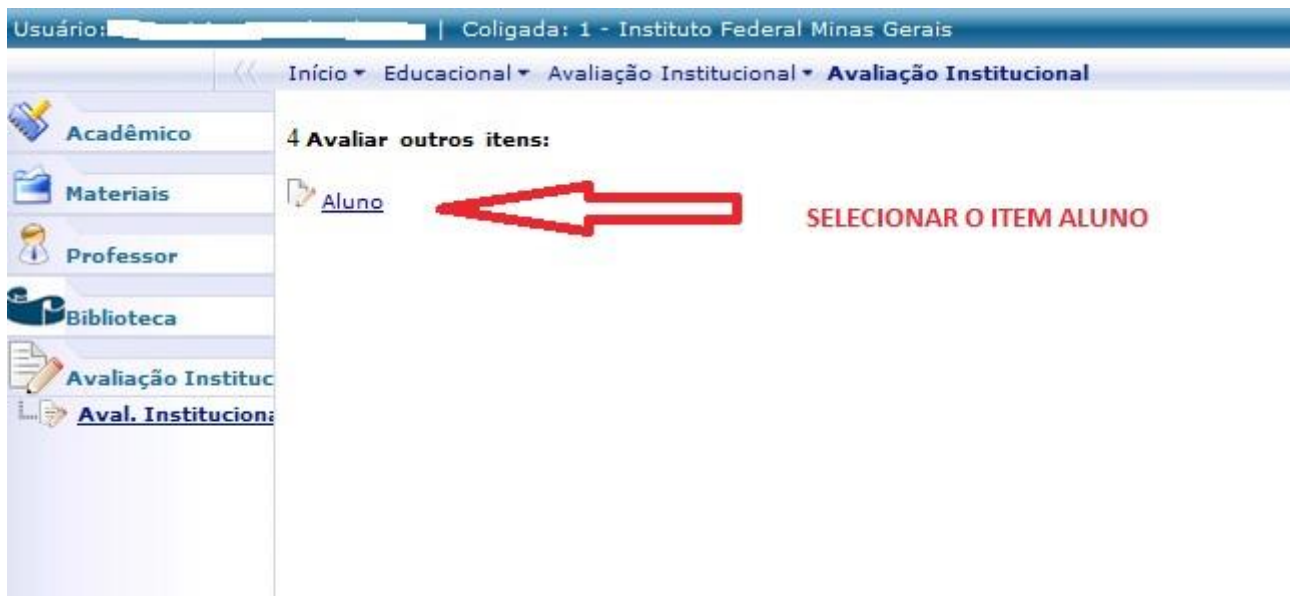 Usuário: | Coligada: 1 - Instituto Federal Minas Gerais
Início Educacional Avaliação Institucional Avaliação Institucional
Acadêmico
4 Avaliar outros itens:
Materiais
Aluno
SELECIONAR O ITEM ALUNO
Professor
Biblioteca
Avaliação Instituc
Aval. Instituciona